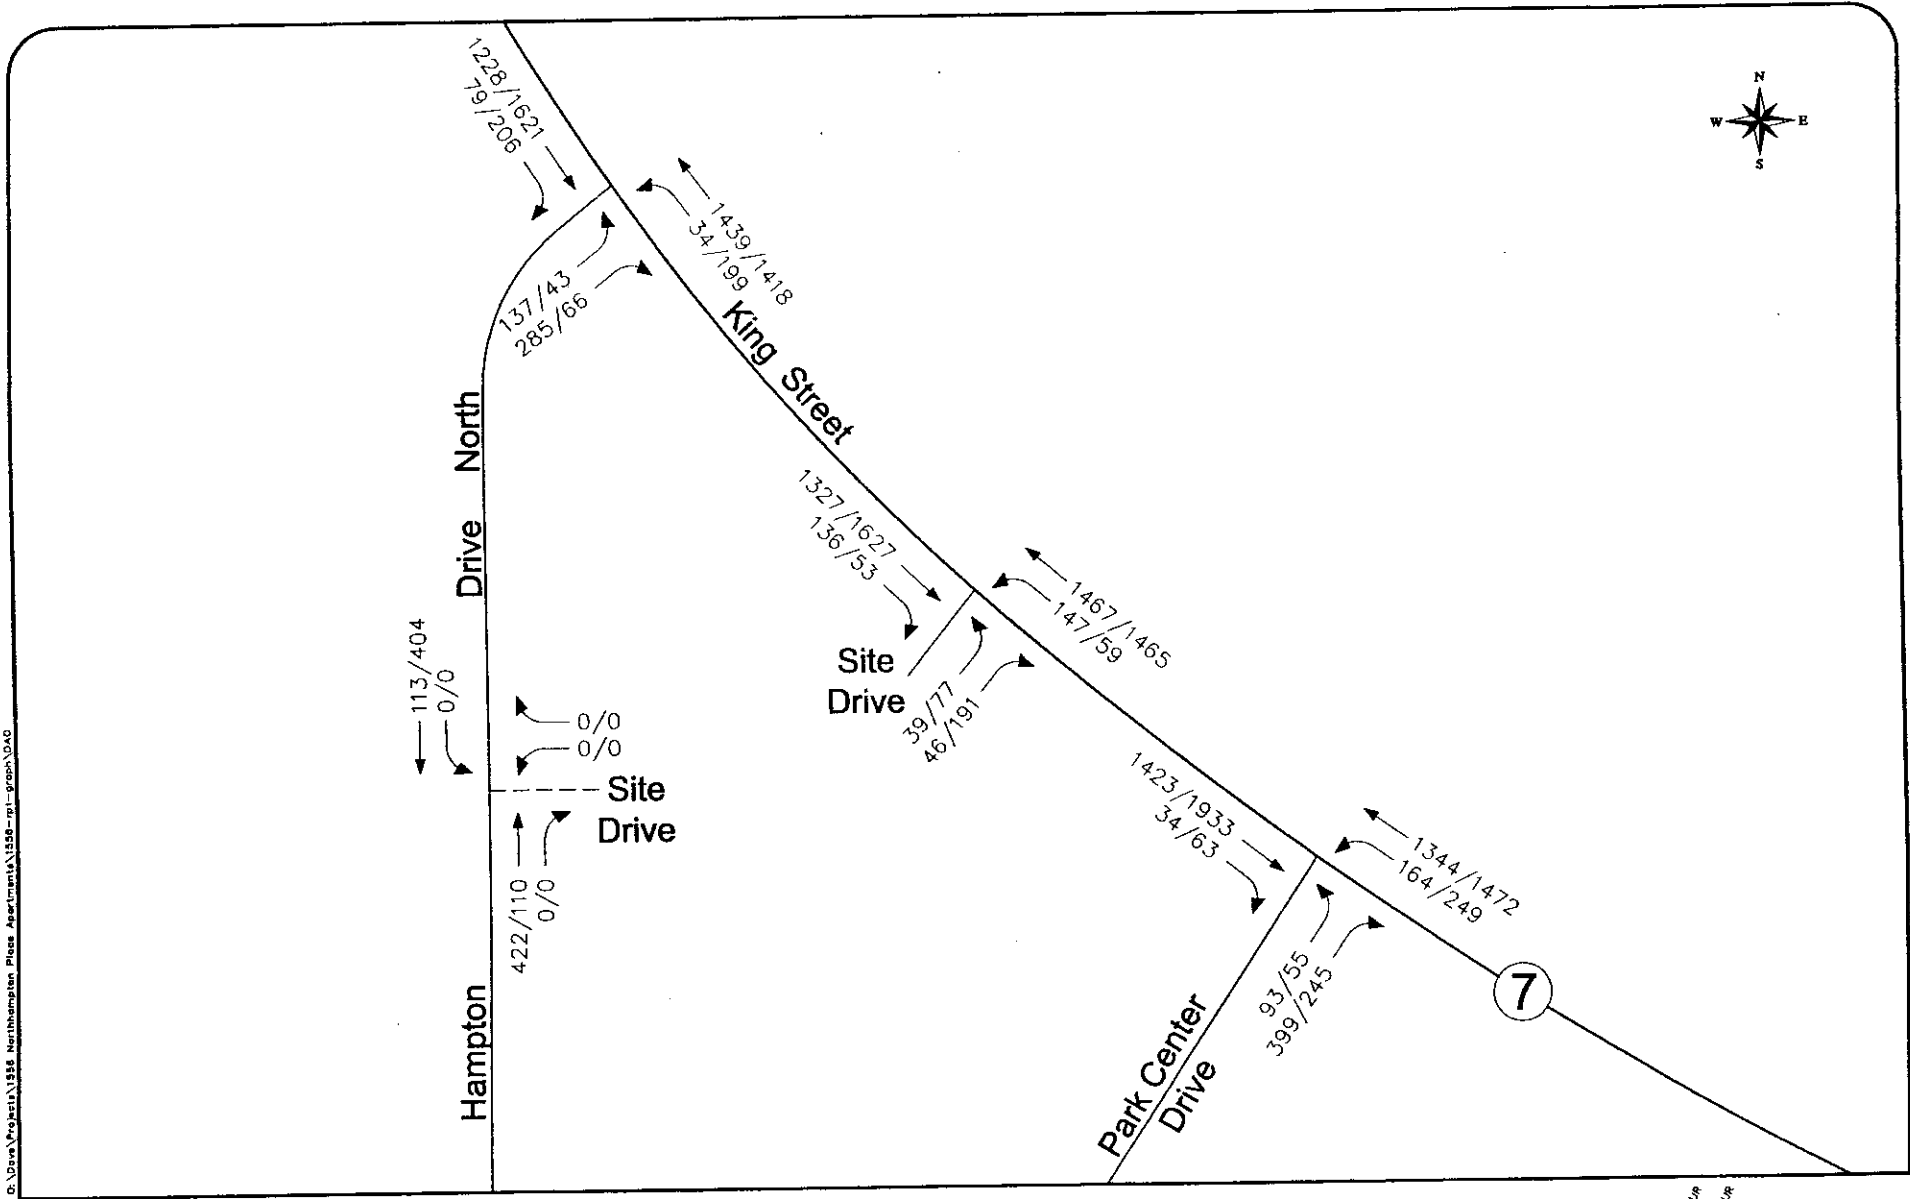 N
W E
S
1228/1621
79/206
1439/1418
34/199
137/43
285/66
King Street
Hampton Drive North
1327/1627
136/53
1467/1465
147/59
Site
Drive
39/77
46/191
113/404
0/0
0/0
0/0
Site
Drive
422/110
0/0
1423/1933
34/63
1344/1472
164/249
93/55
399/245
Park Center
Drive
7
UR
UR